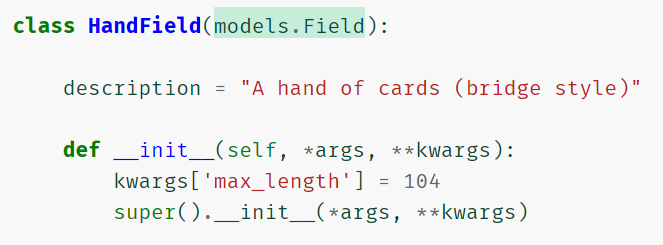 class HandField(models.Field):
description = "A hand of cards (bridge style)"
def __init__(self, *args, **kwargs):
kwargs['max_length'] = 104
super().__init__(*args, **kwargs)